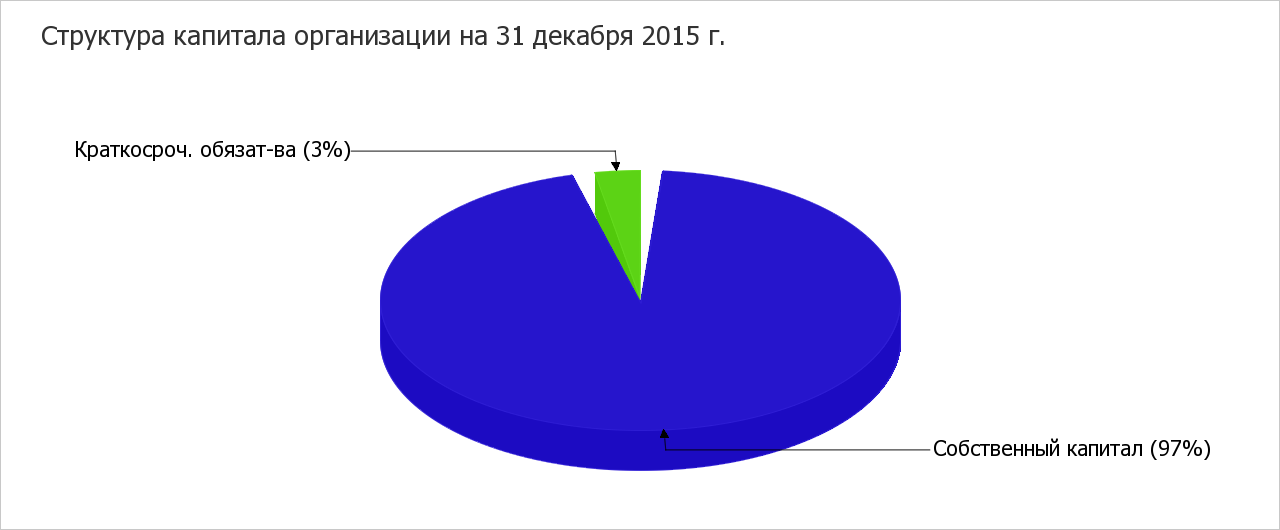 Структура капитала организации на 31 декабря 2015 г.
Краткосроч. обязат-ва (3%)
Собственный капитал (97%)